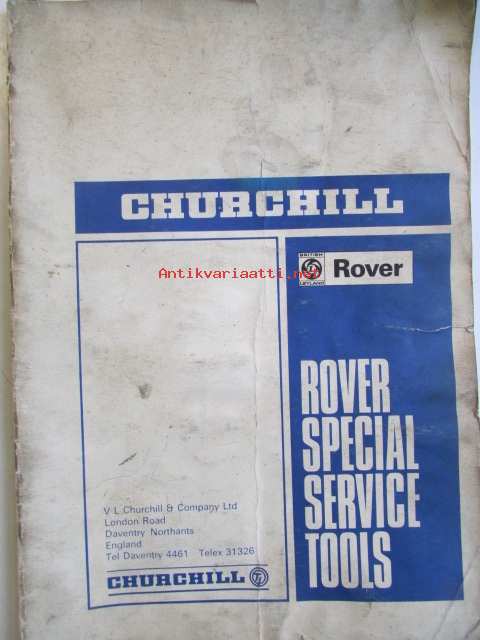 CHURCHILL
Antikvariaatti.net
BRITISH
LEYLAND
Rover
ROVER
SPECIAL
SERVICE
TOOLS
V L Churchill & Company Ltd
London Road
Daventry Northants
England
Tel Daventry 4461 Telex 31326
CHURCHILL